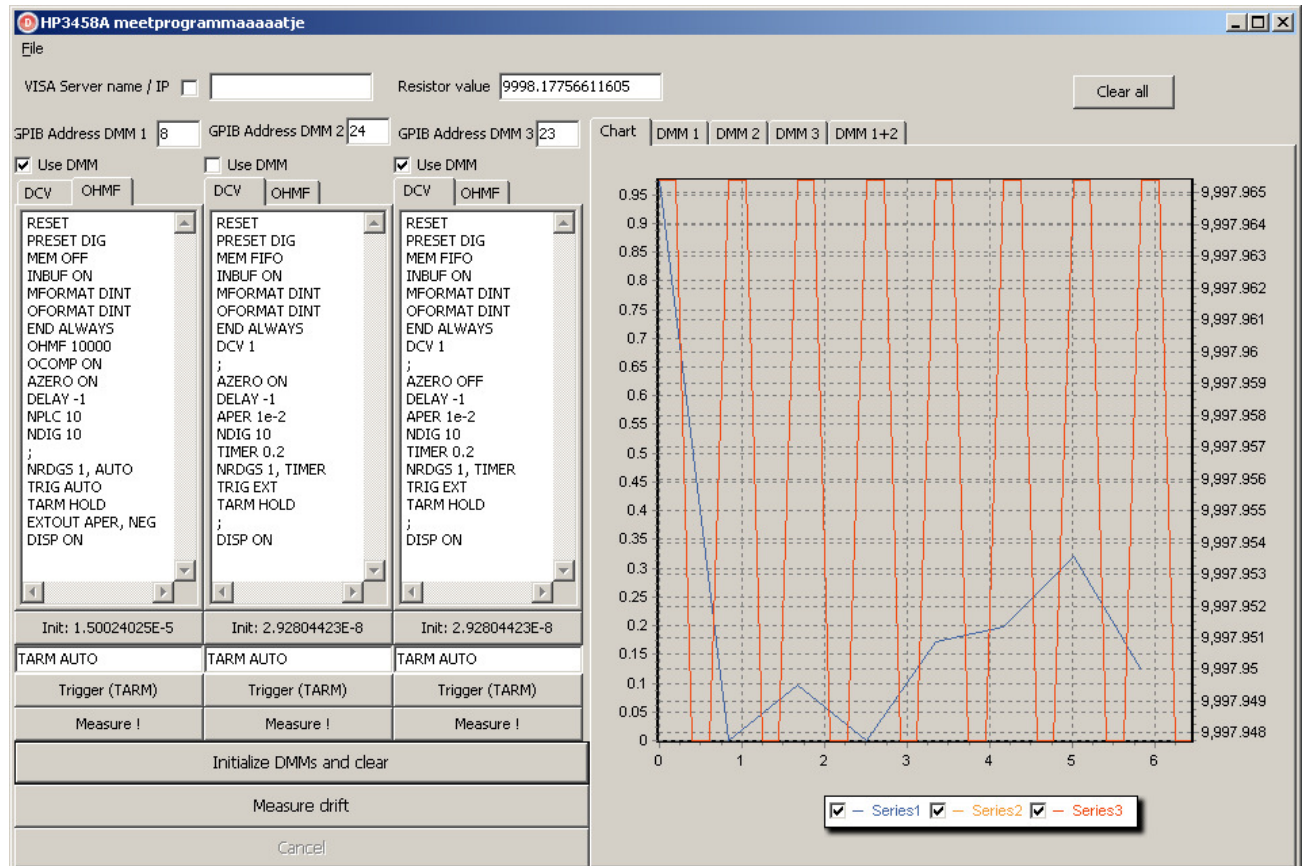 HP3458A meetprogrammaaaaatje
File
VISA Server name / IP
Resistor value 9998.17756611605
Clear all
GPIB Address DMM 1 8
GPIB Address DMM 2 24
GPIB Address DMM 3 23
Use DMM
Use DMM
Use DMM
DCV OHMF
DCV OHMF
DCV OHMF
RESET
PRESET DIG
MEM OFF
INBUF ON
MFORMAT DINT
OFORMAT DINT
END ALWAYS
OHMF 10000
OCOMP ON
AZERO ON
DELAY -1
NPLC 10
NDIG 10
;
NRDGS 1, AUTO
TRIG AUTO
TARM HOLD
EXTOUT APER, NEG
DISP ON
RESET
PRESET DIG
MEM FIFO
INBUF ON
MFORMAT DINT
OFORMAT DINT
END ALWAYS
DCV 1
;
AZERO ON
DELAY -1
APER 1e-2
NDIG 10
TIMER 0.2
NRDGS 1, TIMER
TRIG EXT
TARM HOLD
;
DISP ON
RESET
PRESET DIG
MEM FIFO
INBUF ON
MFORMAT DINT
OFORMAT DINT
END ALWAYS
DCV 1
;
AZERO OFF
DELAY -1
APER 1e-2
NDIG 10
TIMER 0.2
NRDGS 1, TIMER
TRIG EXT
TARM HOLD
;
DISP ON
Init: 1.50024025E-5
Init: 2.92804423E-8
Init: 2.92804423E-8
TARM AUTO
TARM AUTO
TARM AUTO
Trigger (TARM)
Trigger (TARM)
Trigger (TARM)
Measure !
Measure !
Measure !
Initialize DMMs and clear
Measure drift
Cancel
Chart DMM 1 DMM 2 DMM 3 DMM 1+2
0.95
0.9
0.85
0.8
0.75
0.7
0.65
0.6
0.55
0.5
0.45
0.4
0.35
0.3
0.25
0.2
0.15
0.1
0.05
0
9,997.965
9,997.964
9,997.963
9,997.962
9,997.961
9,997.96
9,997.959
9,997.958
9,997.957
9,997.956
9,997.955
9,997.954
9,997.953
9,997.952
9,997.951
9,997.95
9,997.949
9,997.948
0 1 2 3 4 5 6
Series1 Series2 Series3